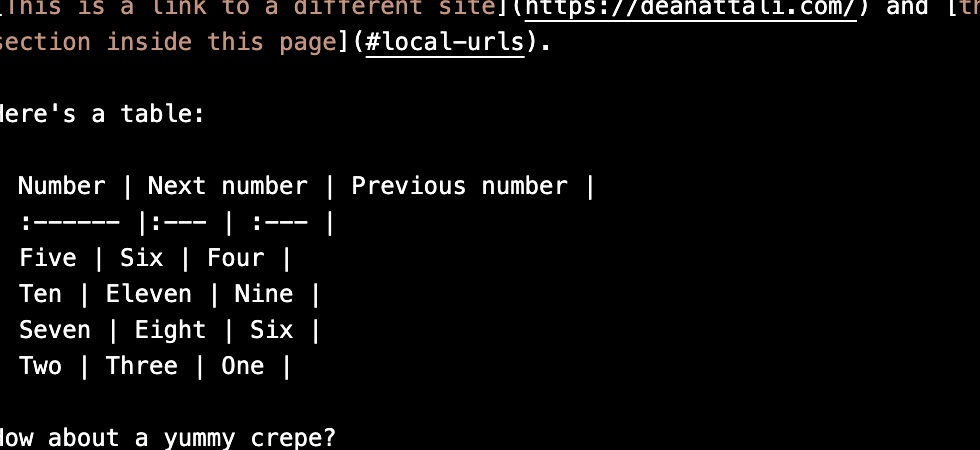 This is a link to a different site](https://deanattali.com/) and [th
section inside this page](#local-urls).
Here's a table:
Number | Next number | Previous number |
:------ |:--- | :--- |
Five | Six | Four |
Ten | Eleven | Nine |
Seven | Eight | Six |
Two | Three | One |
How about a yummy crepe?